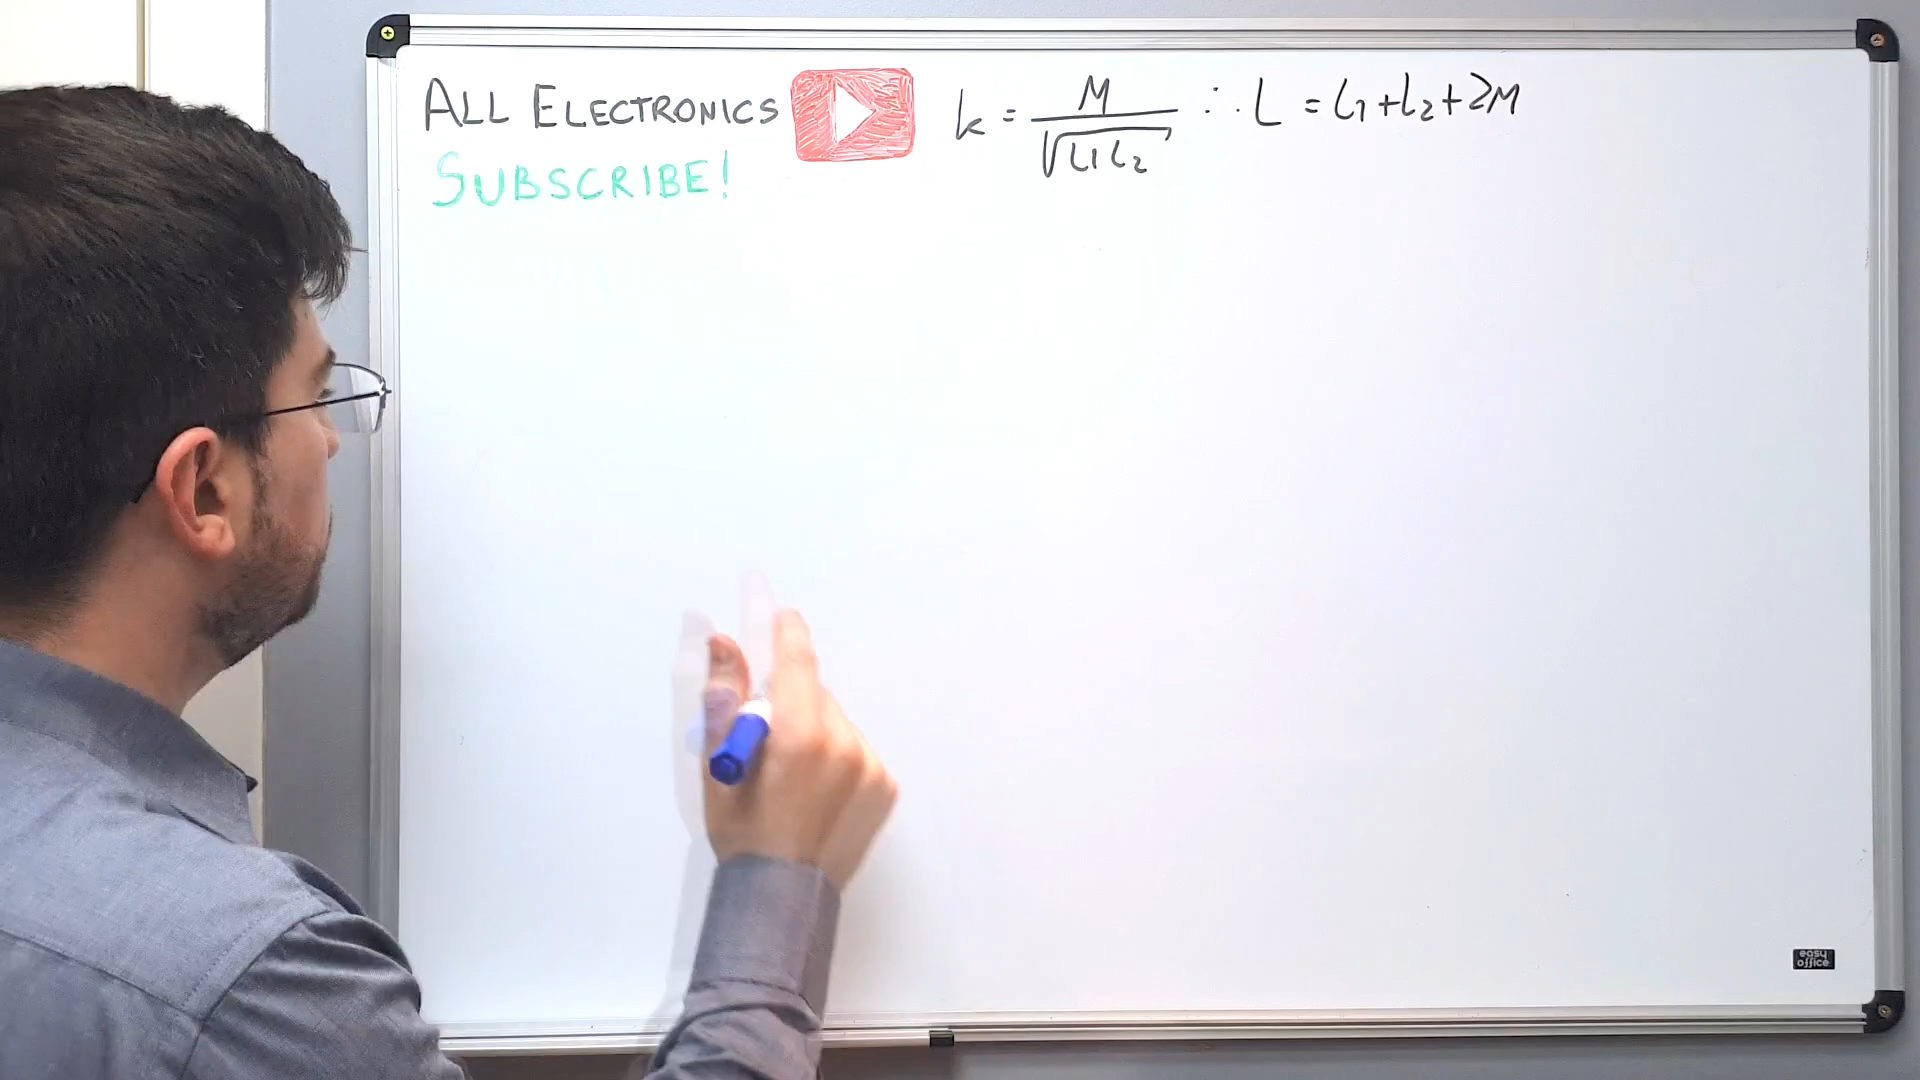 ALL ELECTRONICS
SUBSCRIBE!
k = M / √L1L2 ∴ L = L1 + L2 + 2M
easy
office